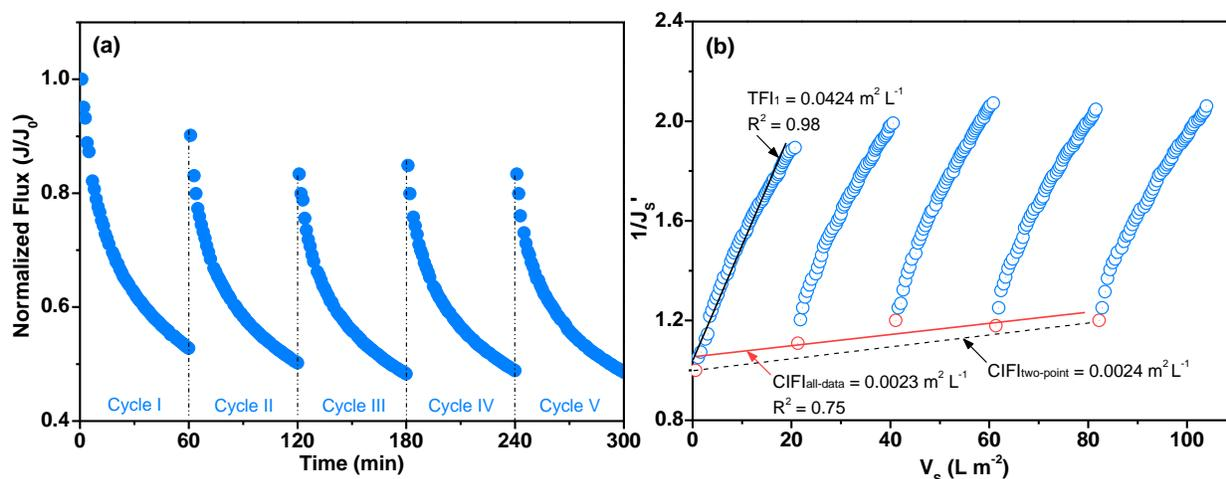 (a)
Normalized Flux (J/J₀)
1.0
0.8
0.6
0.4
Cycle I
Cycle II
Cycle III
Cycle IV
Cycle V
0
60
120
180
240
300
Time (min)
(b)
1/Jₛ'
2.4
2.0
1.6
1.2
0.8
TFI₁ = 0.0424 m² L⁻¹
R² = 0.98
CIFIall-data = 0.0023 m² L⁻¹
R² = 0.75
CIFItwo-point = 0.0024 m² L⁻¹
0
20
40
60
80
100
Vₛ (L m⁻²)